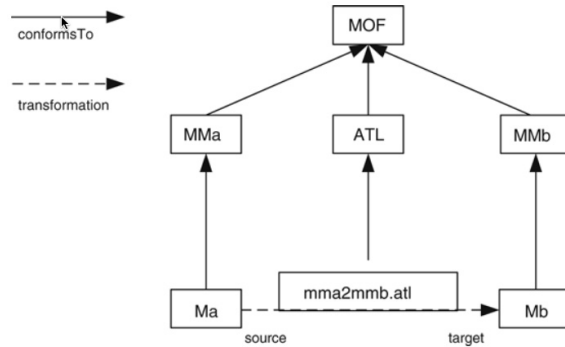 conformsTo
transformation
MOF
MMa
ATL
MMb
mma2mmb.atl
Ma
Mb
source
target